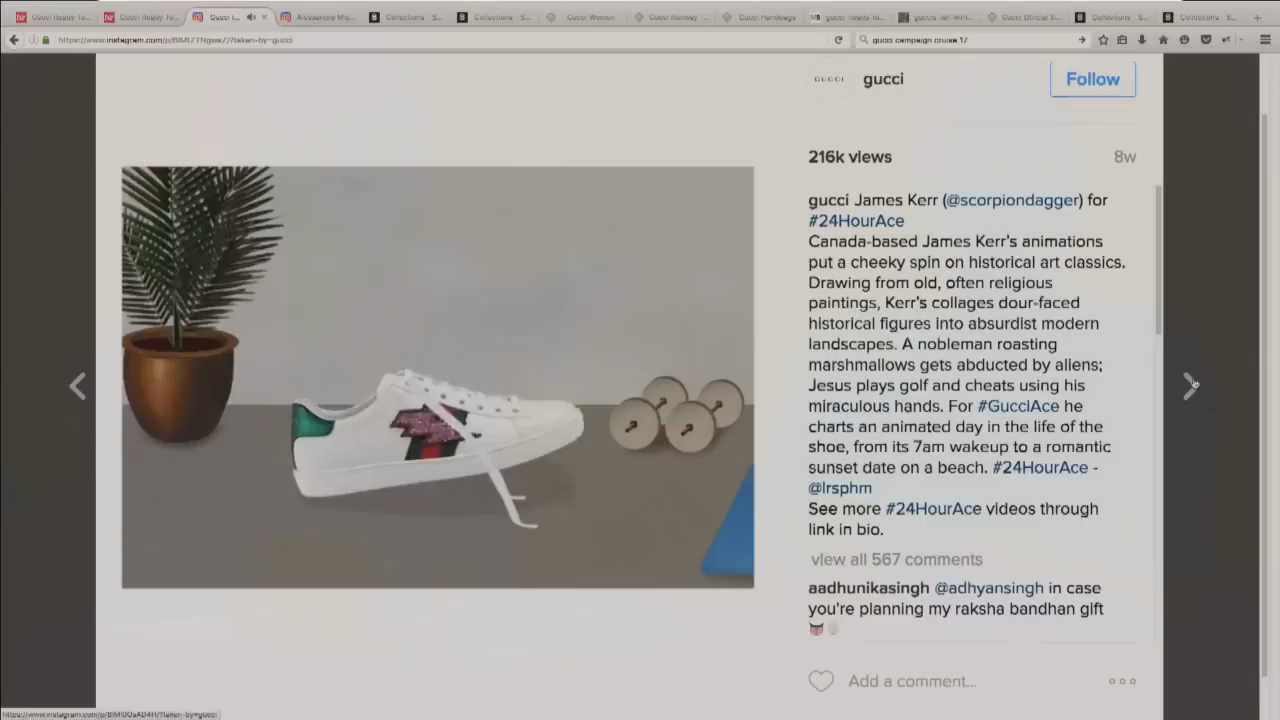 gucci campaign cruise 17
GUCCI
gucci
Follow
216k views
8w
gucci James Kerr (@scorpiondagger) for
#24HourAce
Canada-based James Kerr's animations
put a cheeky spin on historical art classics.
Drawing from old, often religious
paintings, Kerr's collages dour-faced
historical figures into absurdist modern
landscapes. A nobleman roasting
marshmallows gets abducted by aliens;
Jesus plays golf and cheats using his
miraculous hands. For #GucciAce he
charts an animated day in the life of the
shoe, from its 7am wakeup to a romantic
sunset date on a beach. #24HourAce -
@lrsphm
See more #24HourAce videos through
link in bio.
view all 567 comments
aadhunikasingh @adhyansingh in case
you're planning my raksha bandhan gift
Add a comment...